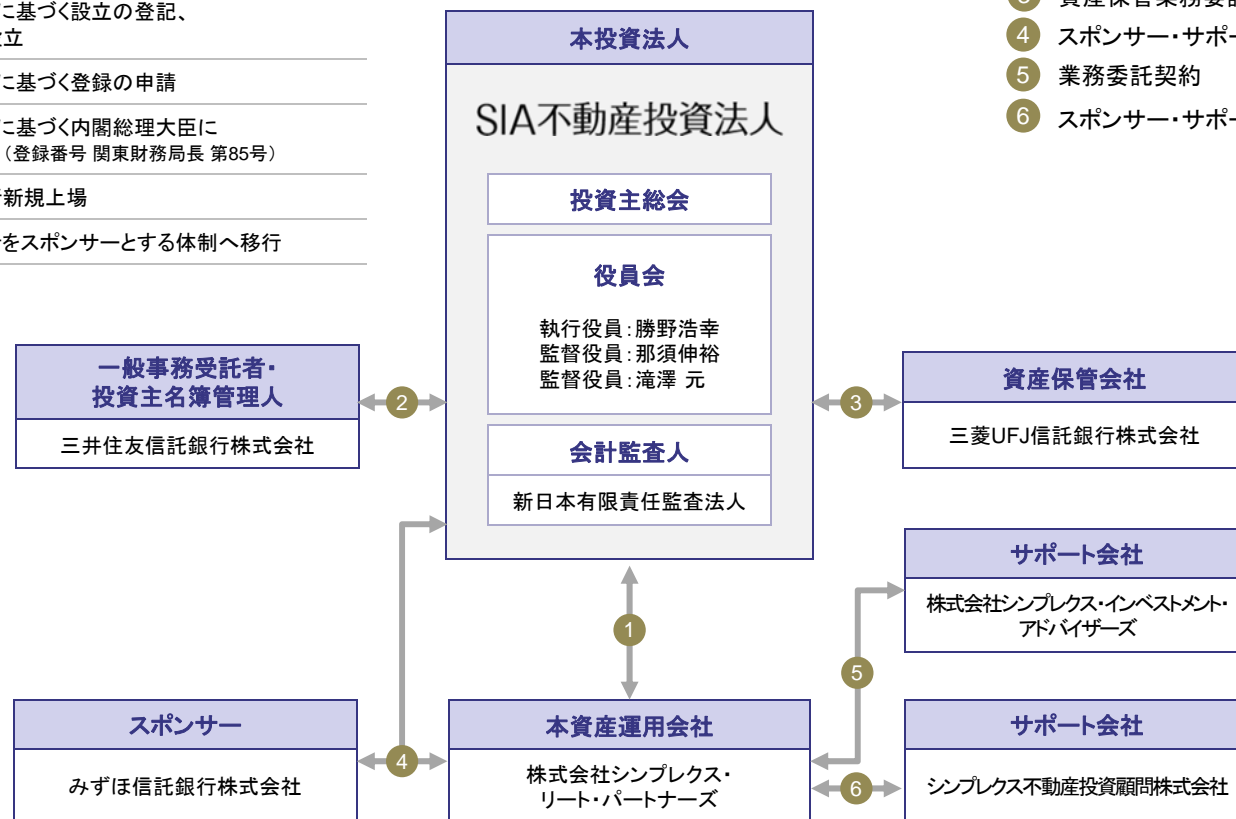 に基づく設立の登記、
立
に基づく登録の申請
に基づく内閣総理大臣に
（登録番号 関東財務局長 第85号）
新規上場
をスポンサーとする体制へ移行
資産保管業務委
4 スポンサー・サポー
5 業務委託契約
6 スポンサー・サポー
本投資法人
SIA不動産投資法人
投資主総会
役員会
執行役員：勝野浩幸
監督役員：那須伸裕
監督役員：滝澤 元
会計監査人
新日本有限責任監査法人
一般事務受託者・
投資主名簿管理人
三井住友信託銀行株式会社
2
3
資産保管会社
三菱UFJ信託銀行株式会社
1
サポート会社
株式会社シンプレクス・インベストメント・
アドバイザーズ
5
スポンサー
みずほ信託銀行株式会社
4
本資産運用会社
株式会社シンプレクス・
リート・パートナーズ
6
サポート会社
シンプレクス不動産投資顧問株式会社